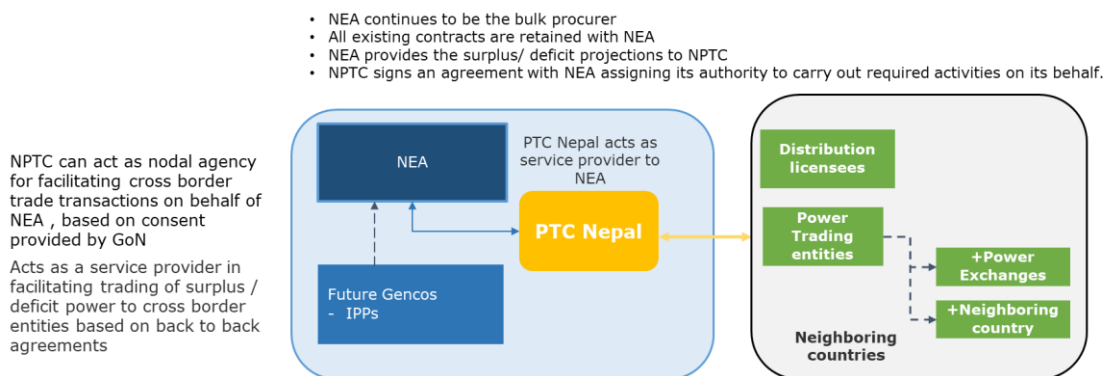 • NEA continues to be the bulk procurer
• All existing contracts are retained with NEA
• NEA provides the surplus/ deficit projections to NPTC
• NPTC signs an agreement with NEA assigning its authority to carry out required activities on its behalf.
NPTC can act as nodal agency
for facilitating cross border
trade transactions on behalf of
NEA , based on consent
provided by GoN
Acts as a service provider in
facilitating trading of surplus /
deficit power to cross border
entities based on back to back
agreements
NEA
PTC Nepal acts as
service provider to
NEA
PTC Nepal
Future Gencos
- IPPs
Distribution
licensees
Power
Trading
entities
+Power
Exchanges
+Neighboring
country
Neighboring
countries